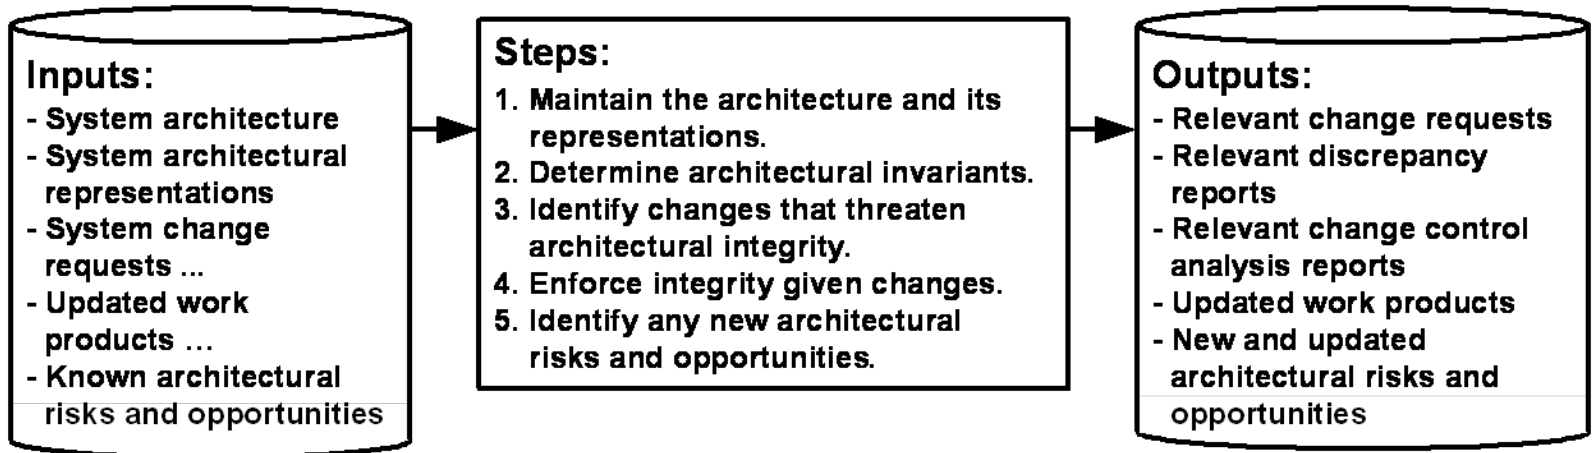 Inputs:
- System architecture
- System architectural
representations
- System change
requests ...
- Updated work
products ...
- Known architectural
risks and opportunities
Steps:
1. Maintain the architecture and its
representations.
2. Determine architectural invariants.
3. Identify changes that threaten
architectural integrity.
4. Enforce integrity given changes.
5. Identify any new architectural
risks and opportunities.
Outputs:
- Relevant change requests
- Relevant discrepancy
reports
- Relevant change control
analysis reports
- Updated work products
- New and updated
architectural risks and
opportunities